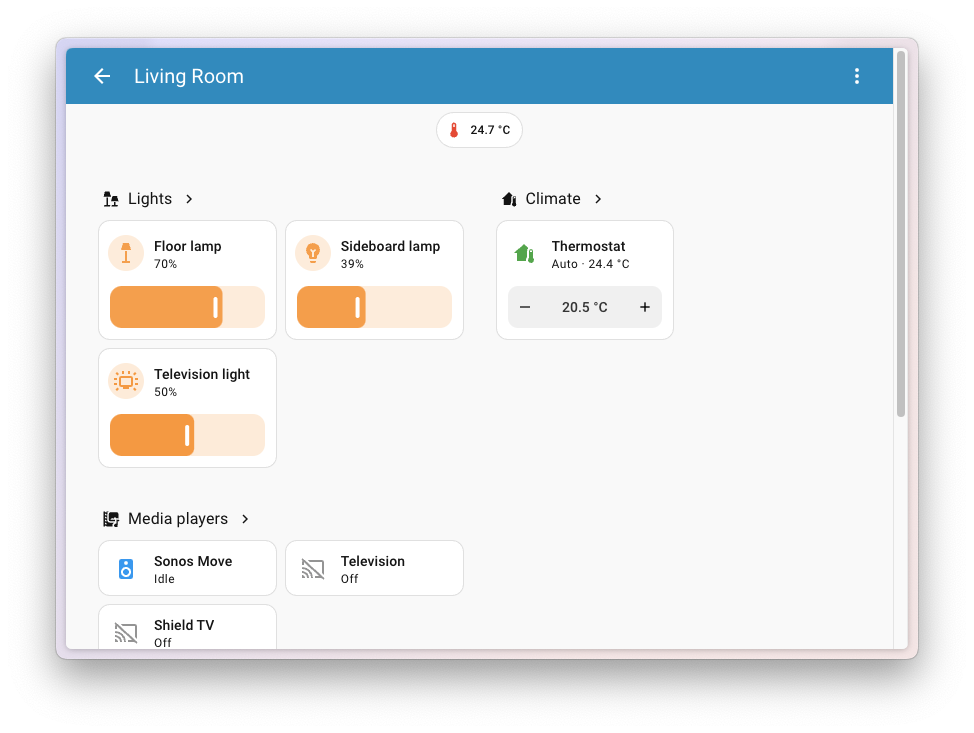 Living Room
24.7 °C
Lights
Climate
Floor lamp
70%
Sideboard lamp
39%
Thermostat
Auto · 24.4 °C
− 20.5 °C +
Television light
50%
Media players
Sonos Move
Idle
Television
Off
Shield TV
Off